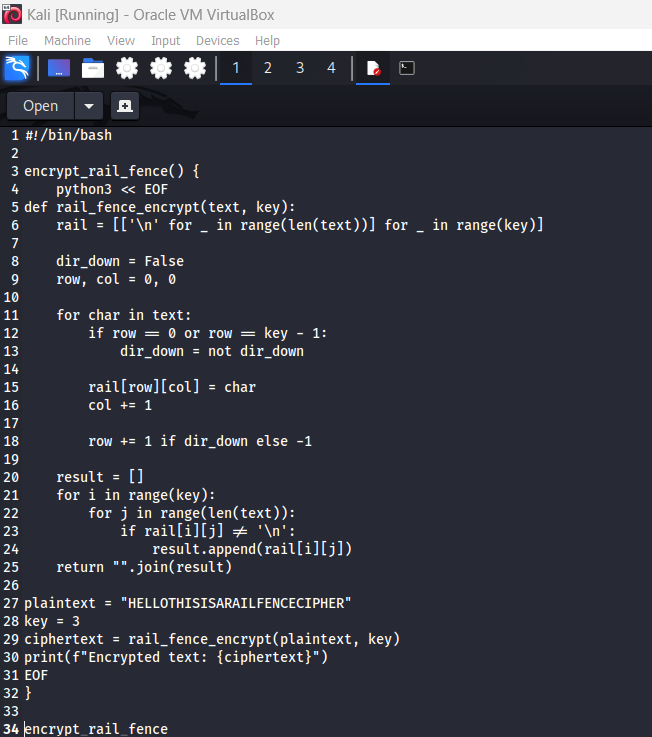 Kali [Running] - Oracle VM VirtualBox
File Machine View Input Devices Help
1 2 3 4
Open
1 #!/bin/bash
2
3 encrypt_rail_fence() {
4     python3 << EOF
5 def rail_fence_encrypt(text, key):
6     rail = [['\n' for _ in range(len(text))] for _ in range(key)]
7
8     dir_down = False
9     row, col = 0, 0
10
11     for char in text:
12         if row == 0 or row == key - 1:
13             dir_down = not dir_down
14
15         rail[row][col] = char
16         col += 1
17
18         row += 1 if dir_down else -1
19
20     result = []
21     for i in range(key):
22         for j in range(len(text)):
23             if rail[i][j] != '\n':
24                 result.append(rail[i][j])
25     return "".join(result)
26
27 plaintext = "HELLOTHISISARAILFENCECIPHER"
28 key = 3
29 ciphertext = rail_fence_encrypt(plaintext, key)
30 print(f"Encrypted text: {ciphertext}")
31 EOF
32 }
33
34 encrypt_rail_fence